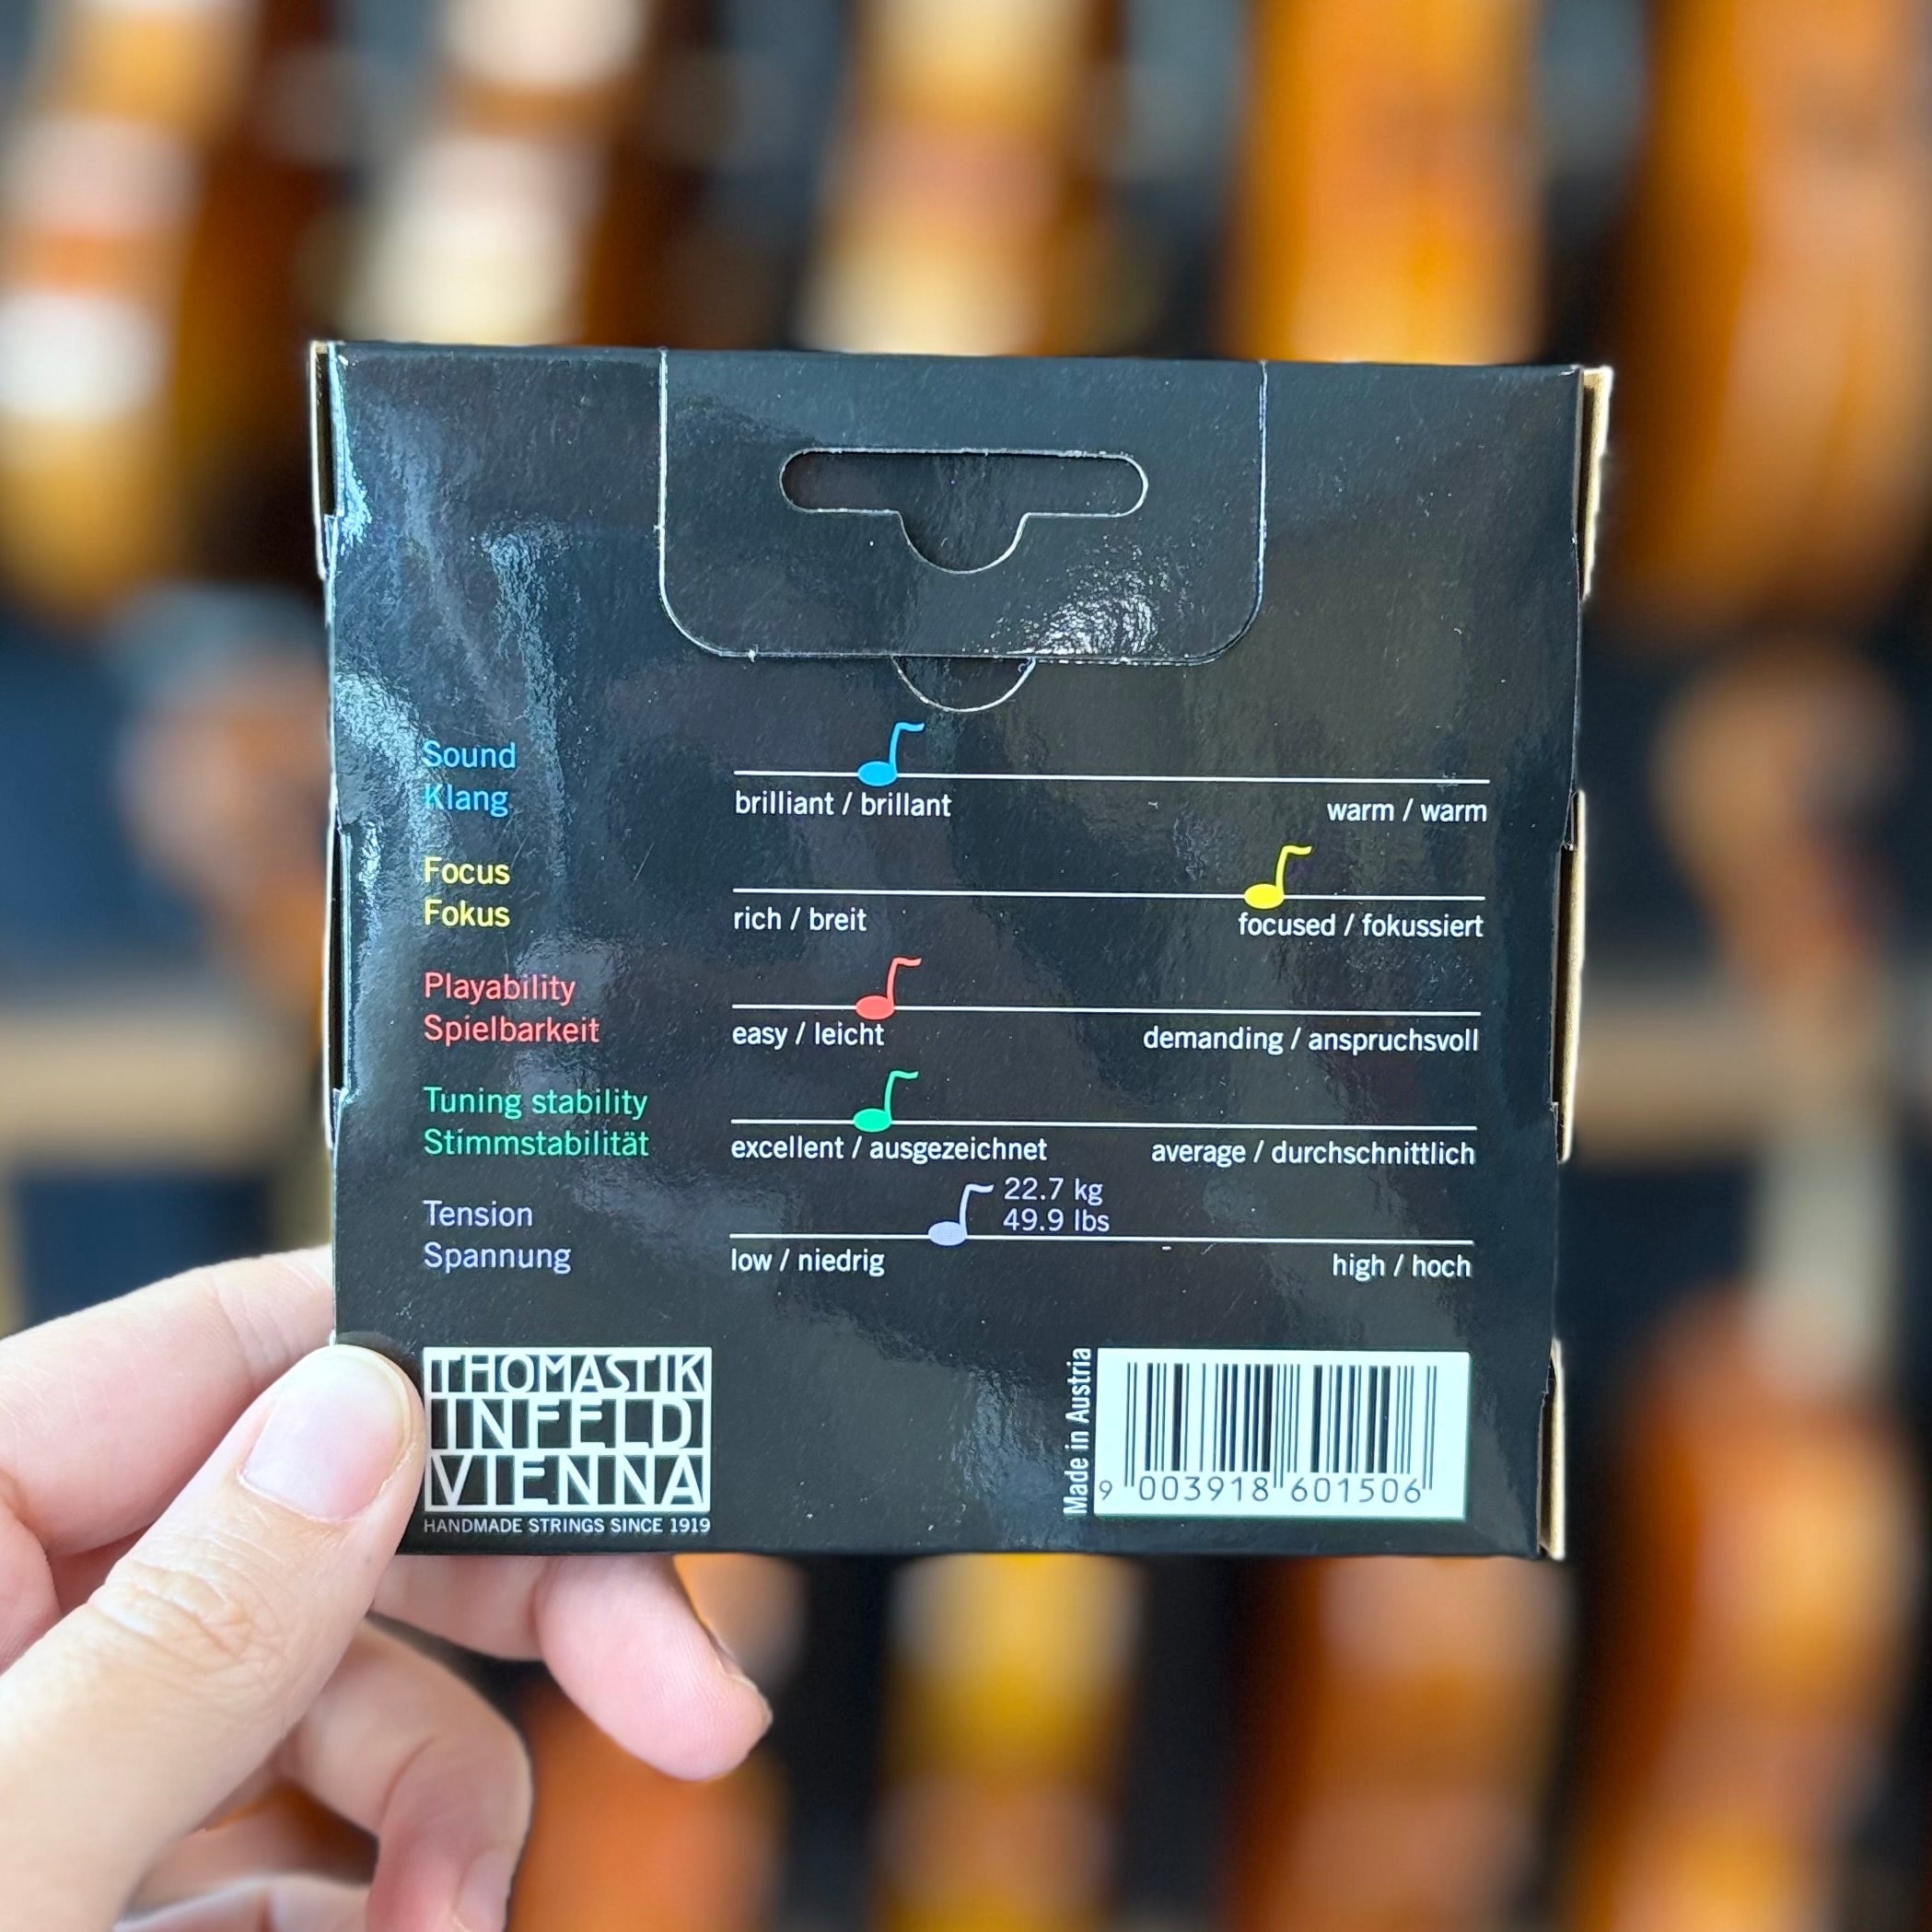 Sound
Klang
brilliant / brillant
warm / warm
Focus
Fokus
rich / breit
focused / fokussiert
Playability
Spielbarkeit
easy / leicht
demanding / anspruchsvoll
Tuning stability
Stimmstabilität
excellent / ausgezeichnet
average / durchschnittlich
Tension
Spannung
22.7 kg
49.9 lbs
low / niedrig
high / hoch
THOMASTIK
INFELD
VIENNA
HANDMADE STRINGS SINCE 1919
Made in Austria
9 003918 601506